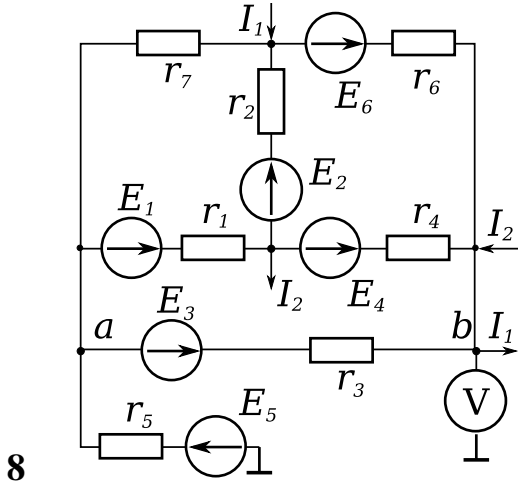 I₁
r₇
r₂
E₆
r₆
E₂
E₁
r₁
r₄
I₂
I₂
E₄
a
E₃
b
I₁
r₃
r₅
E₅
V
8